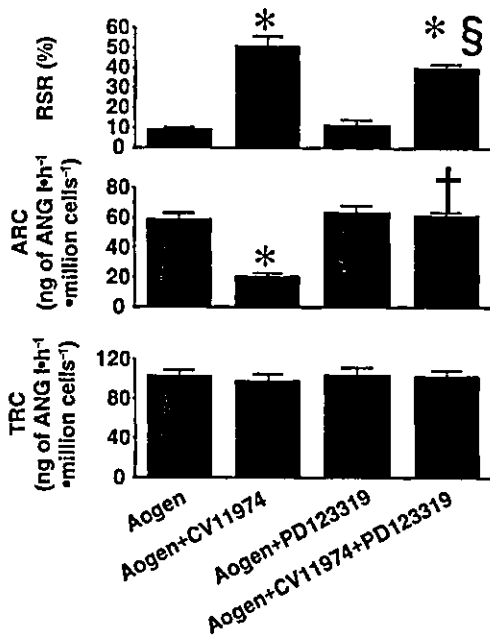 RSR (%)
60
50
40
30
20
10
0
*
* §
ARC
(ng of ANG I•h⁻¹
•million cells⁻¹)
80
60
40
20
0
*
†
TRC
(ng of ANG I•h⁻¹
•million cells⁻¹)
120
80
40
0
Aogen
Aogen+CV11974
Aogen+PD123319
Aogen+CV11974+PD123319